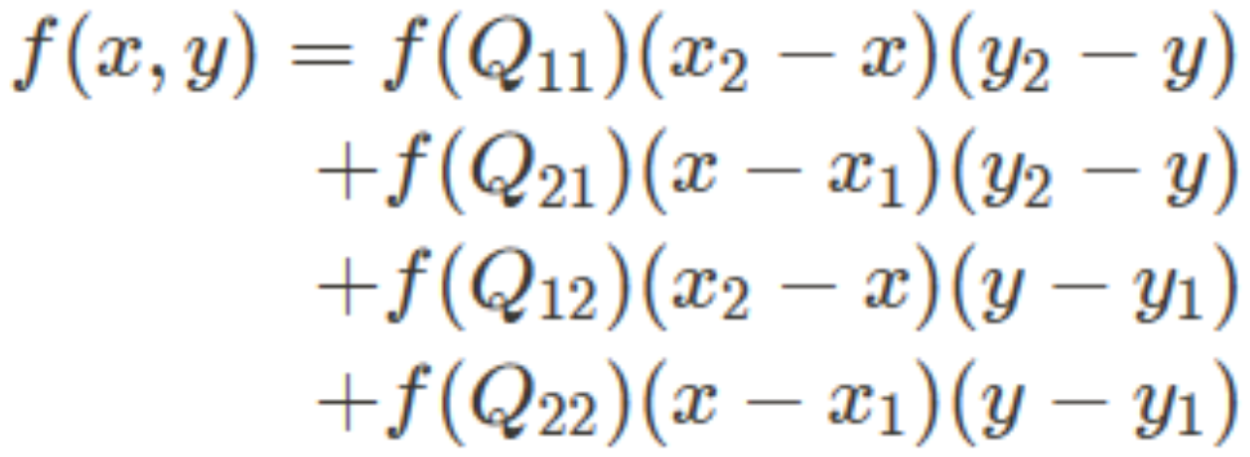 f(x, y) = f(Q₁₁)(x₂ − x)(y₂ − y)
+f(Q₂₁)(x − x₁)(y₂ − y)
+f(Q₁₂)(x₂ − x)(y − y₁)
+f(Q₂₂)(x − x₁)(y − y₁)